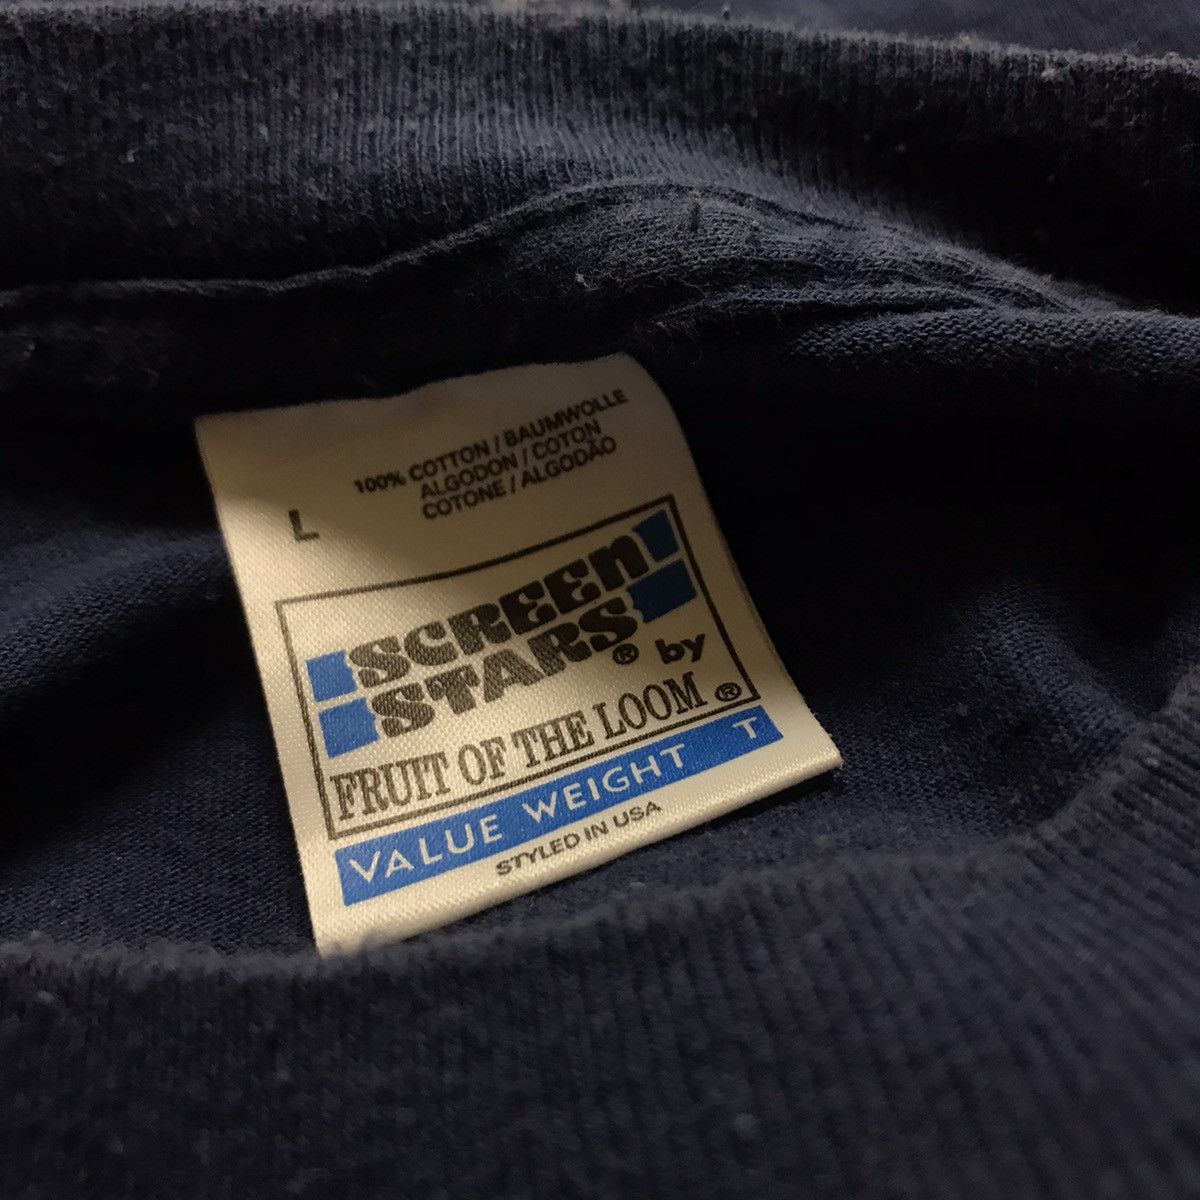 100% COTTON / BAUMWOLLE
ALGODON / COTON
COTONE / ALGODÃO
L
SCREEN
STARS® by
FRUIT OF THE LOOM®
VALUE WEIGHT T
STYLED IN USA